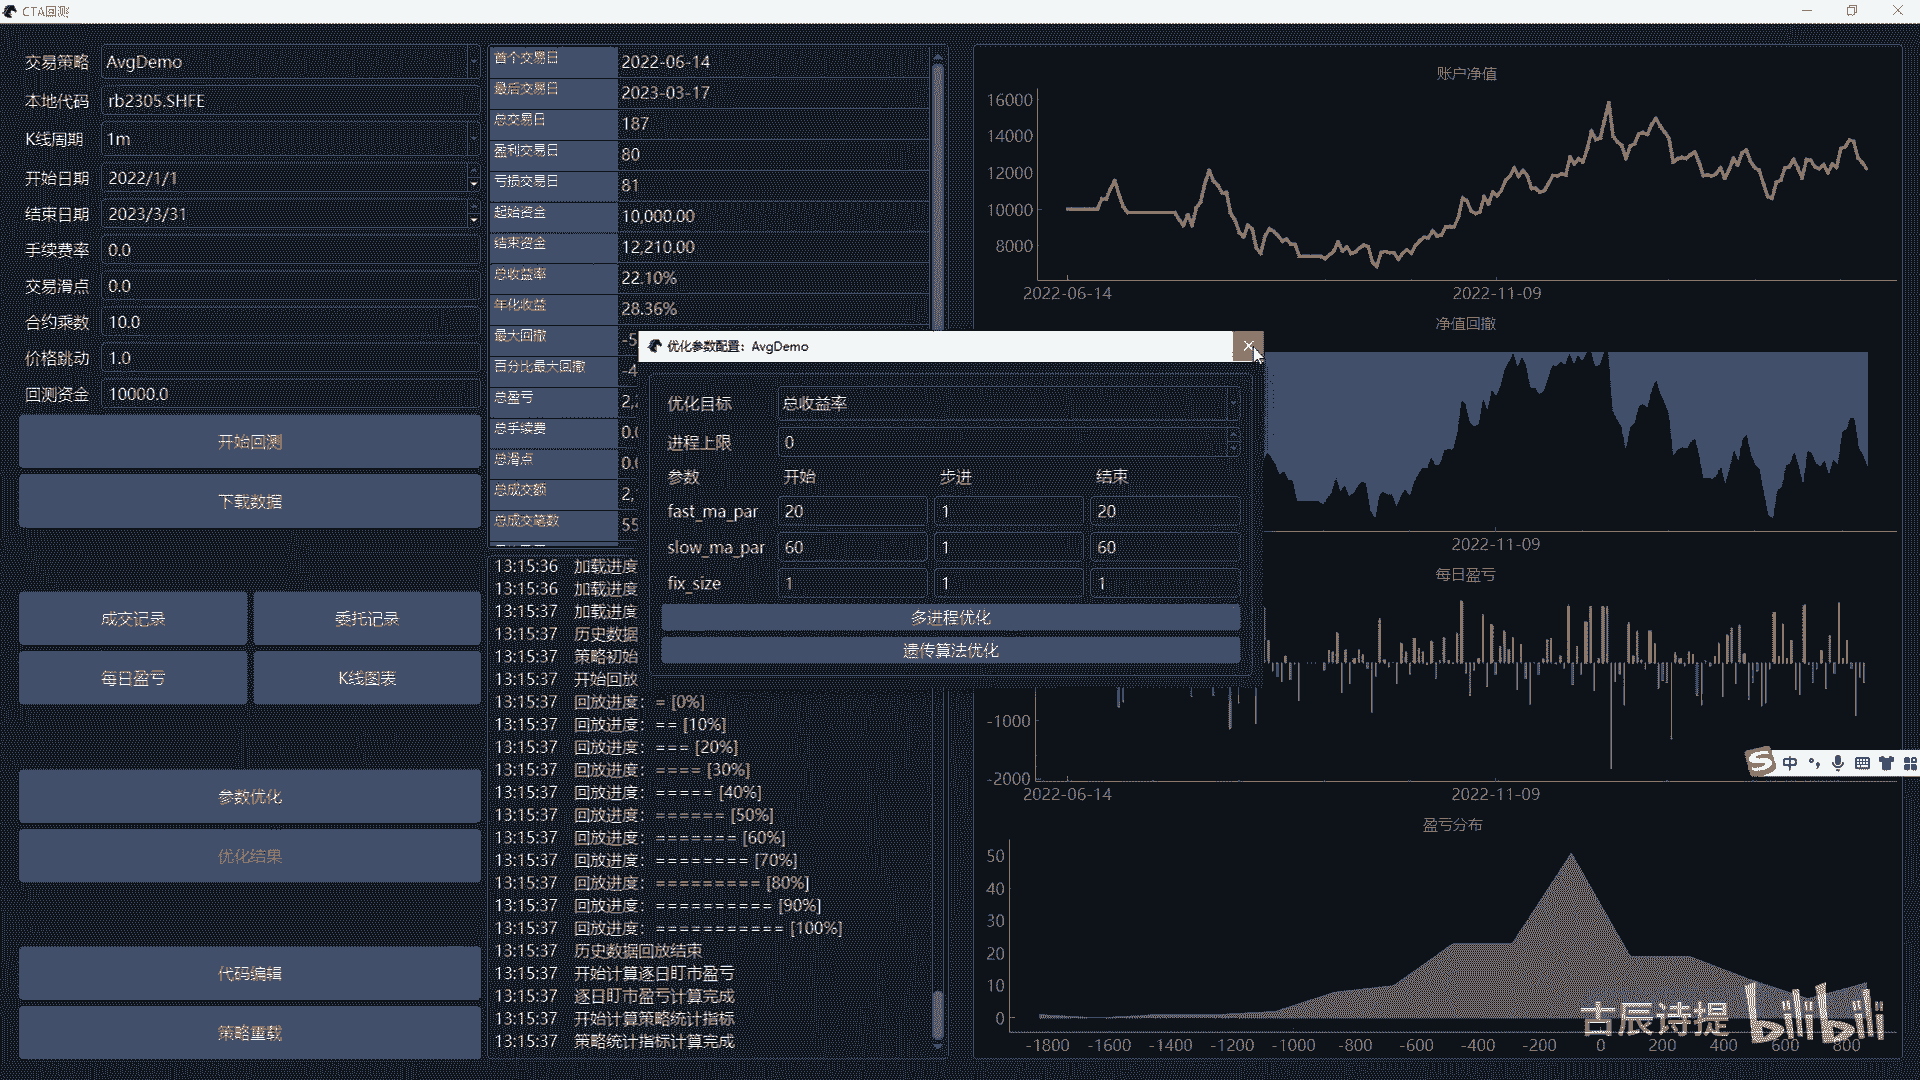 CTA回测
交易策略 AvgDemo
本地代码 rb2305.SHFE
K线周期 1m
开始日期 2022/1/1
结束日期 2023/3/31
手续费率 0.0
交易滑点 0.0
合约乘数 10.0
价格跳动 1.0
回测资金 10000.0
开始回测
下载数据
成交记录 委托记录
每日盈亏 K线图表
参数优化
优化结果
代码编辑
策略重载
首个交易日 2022-06-14
最后交易日 2023-03-17
总交易日 187
盈利交易日 80
亏损交易日 81
起始资金 10,000.00
结束资金 12,210.00
总收益率 22.10%
年化收益 28.36%
最大回撤 -5
百分比最大回撤 -4
总盈亏 2,
总手续费 0.
总滑点 0.
总成交额 2,
总成交笔数 55
13:15:36 加载进度
13:15:36 加载进度
13:15:37 加载进度
13:15:37 历史数据
13:15:37 策略初始
13:15:37 开始回放
13:15:37 回放进度：= [0%]
13:15:37 回放进度：== [10%]
13:15:37 回放进度：=== [20%]
13:15:37 回放进度：==== [30%]
13:15:37 回放进度：===== [40%]
13:15:37 回放进度：====== [50%]
13:15:37 回放进度：======= [60%]
13:15:37 回放进度：======== [70%]
13:15:37 回放进度：========= [80%]
13:15:37 回放进度：========== [90%]
13:15:37 回放进度：=========== [100%]
13:15:37 历史数据回放结束
13:15:37 开始计算逐日盯市盈亏
13:15:37 逐日盯市盈亏计算完成
13:15:37 开始计算策略统计指标
13:15:37 策略统计指标计算完成
优化参数配置：AvgDemo
优化目标 总收益率
进程上限 0
参数 开始 步进 结束
fast_ma_par 20 1 20
slow_ma_par 60 1 60
fix_size 1 1 1
多进程优化
遗传算法优化
账户净值
16000
14000
12000
10000
8000
2022-06-14 2022-11-09
净值回撤
2022-11-09
每日盈亏
-1000
-2000
2022-06-14 2022-11-09
盈亏分布
50
40
30
20
10
0
-1800 -1600 -1400 -1200 -1000 -800 -600 -400 -200 0 200 400 600 800
中
古辰诗提 bilibili